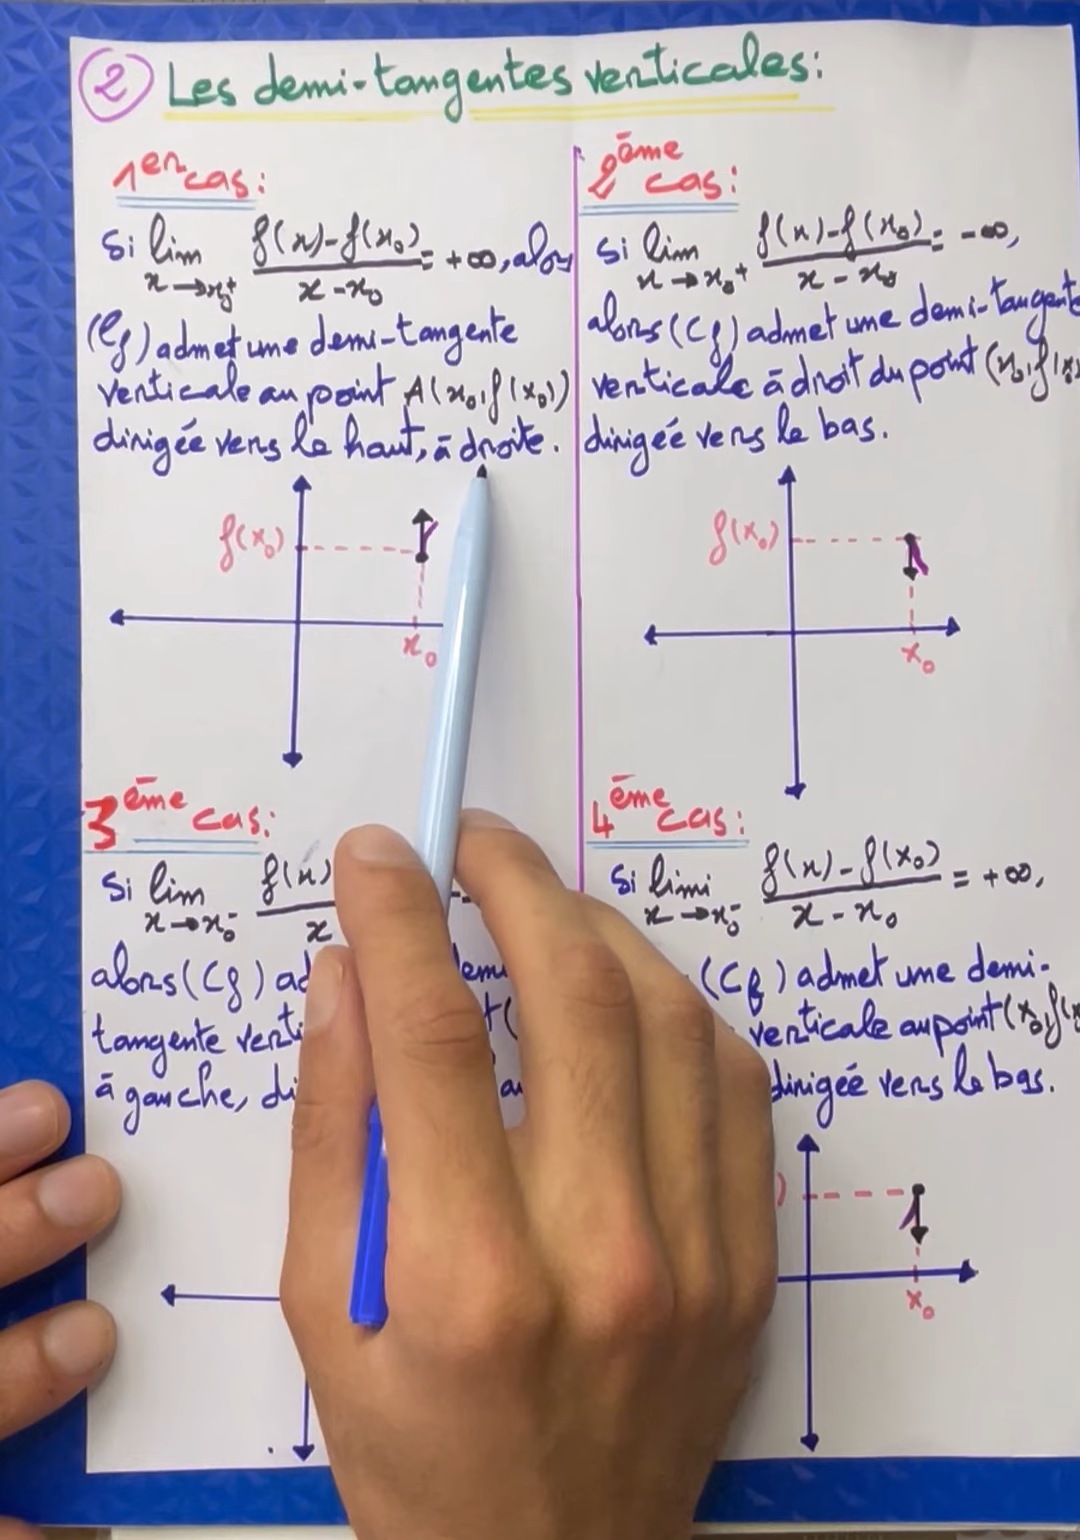 2 Les demi-tangentes verticales:
1er cas:
Si lim f(x)-f(x₀) = +∞, alors
x→x₀⁺ x-x₀
(Cf) admet une demi-tangente
verticale au point A(x₀,f(x₀))
dirigée vers le haut, à droite.
f(x₀)
x₀
2ème cas:
Si lim f(x)-f(x₀) = -∞,
x→x₀⁺ x-x₀
alors (Cf) admet une demi-tangente
verticale à droit du point (x₀,f(x
dirigée vers le bas.
f(x₀)
x₀
3ème cas:
Si lim f(x)
x→x₀⁻ x
alors (Cf) ad demi
tangente verti
à gauche, di au
4ème cas:
Si limi f(x)-f(x₀) = +∞,
x→x₀⁻ x-x₀
(Cf) admet une demi-
verticale au point (x₀,f(x
dirigée vers le bas.
)
x₀